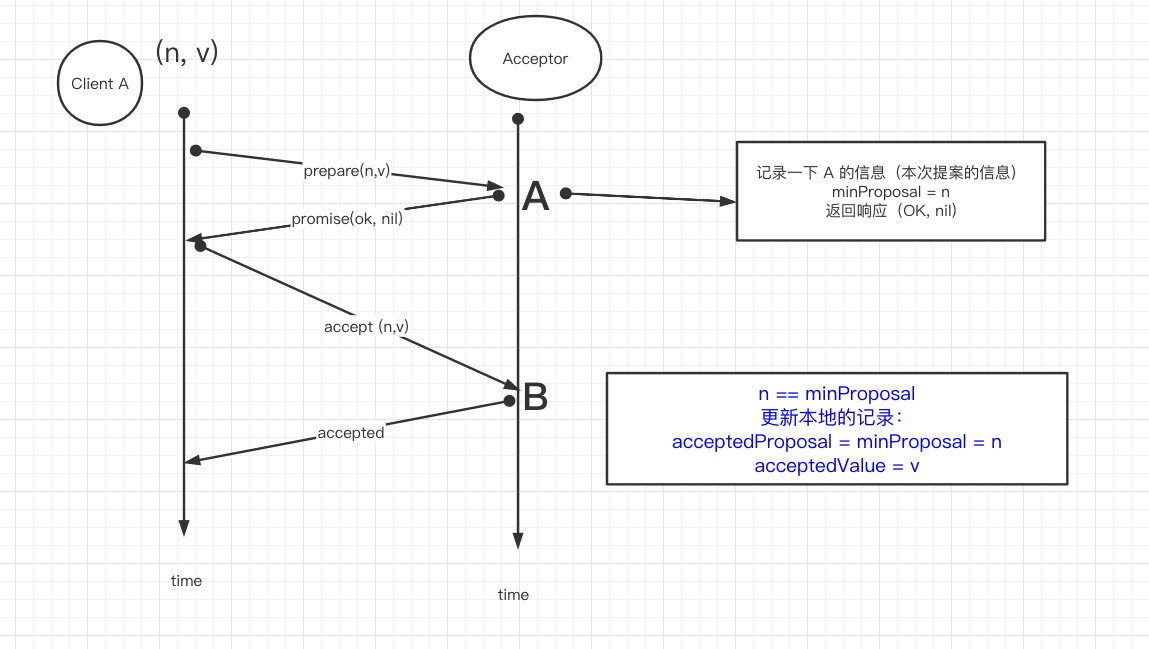 Client A
(n, v)
Acceptor
prepare(n,v)
A
promise(ok, nil)
记录一下 A 的信息（本次提案的信息）
minProposal = n
返回响应（OK, nil)
accept (n,v)
B
accepted
n == minProposal
更新本地的记录：
acceptedProposal = minProposal = n
acceptedValue = v
time
time